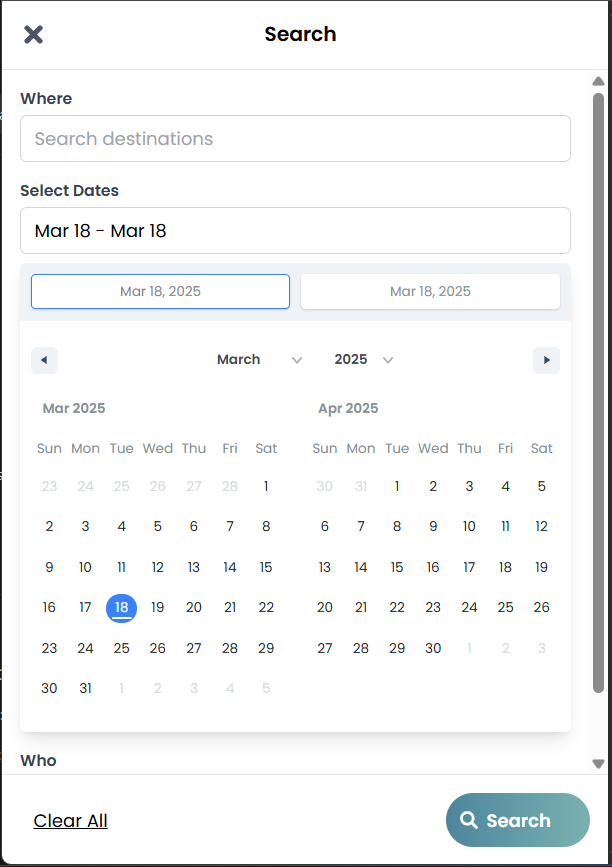 Search
Where
Search destinations
Select Dates
Mar 18 - Mar 18
Mar 18, 2025 Mar 18, 2025
March 2025
Mar 2025
Sun Mon Tue Wed Thu Fri Sat
23 24 25 26 27 28 1
2 3 4 5 6 7 8
9 10 11 12 13 14 15
16 17 18 19 20 21 22
23 24 25 26 27 28 29
30 31 1 2 3 4 5
Apr 2025
Sun Mon Tue Wed Thu Fri Sat
30 31 1 2 3 4 5
6 7 8 9 10 11 12
13 14 15 16 17 18 19
20 21 22 23 24 25 26
27 28 29 30 1 2 3
Who
Clear All
Search